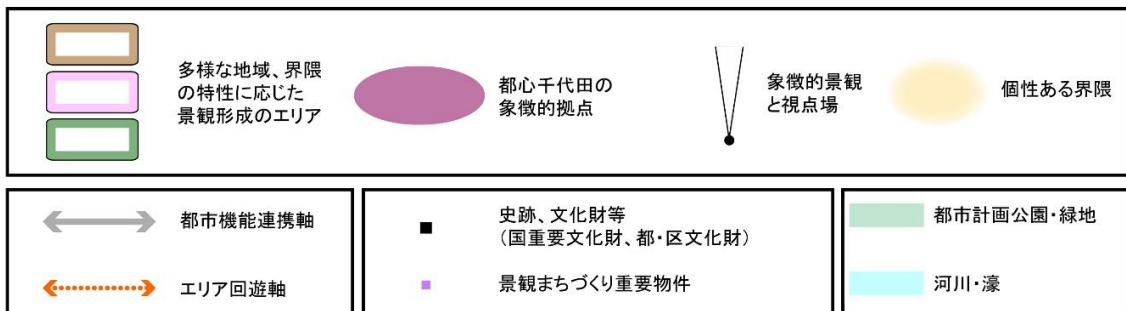 多様な地域、界隈
の特性に応じた
景観形成のエリア
都心千代田の
象徴的拠点
象徴的景観
と視点場
個性ある界隈
都市機能連携軸
エリア回遊軸
史跡、文化財等
（国重要文化財、都・区文化財）
景観まちづくり重要物件
都市計画公園・緑地
河川・濠